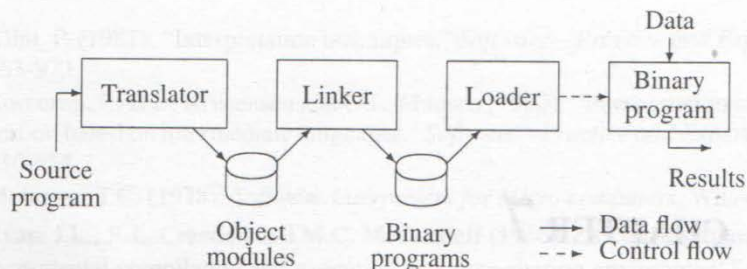 Data
Translator
Linker
Loader
Binary
program
Source
program
Results
Object
modules
Binary
programs
Data flow
Control flow